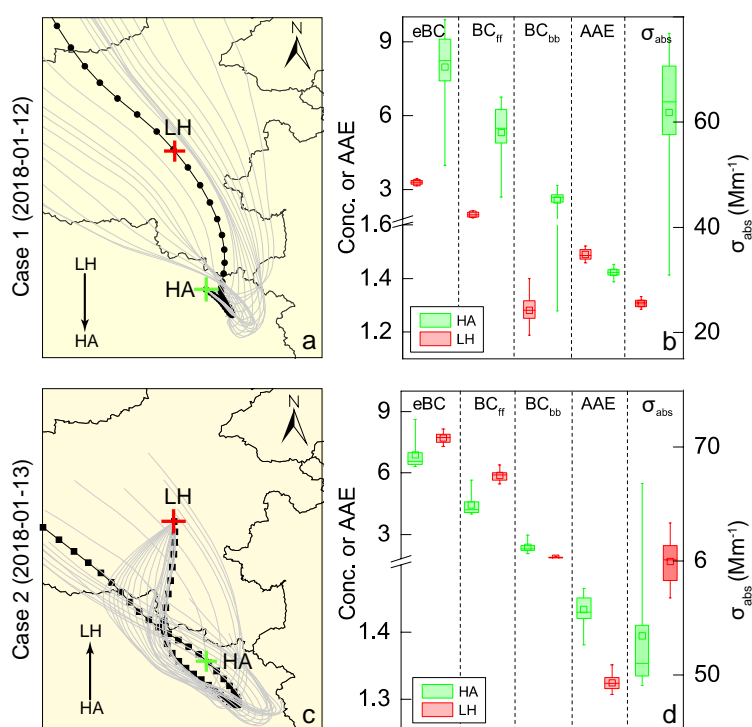 Case 1 (2018-01-12)
N
LH
HA
LH
HA
a
Conc. or AAE
9
6
3
1.6
1.4
1.2
eBC BCff BCbb AAE σabs
HA
LH
b
60
40
20
σabs (Mm-1)
Case 2 (2018-01-13)
N
LH
HA
LH
HA
c
Conc. or AAE
9
6
3
1.4
1.3
eBC BCff BCbb AAE σabs
HA
LH
d
70
60
50
σabs (Mm-1)